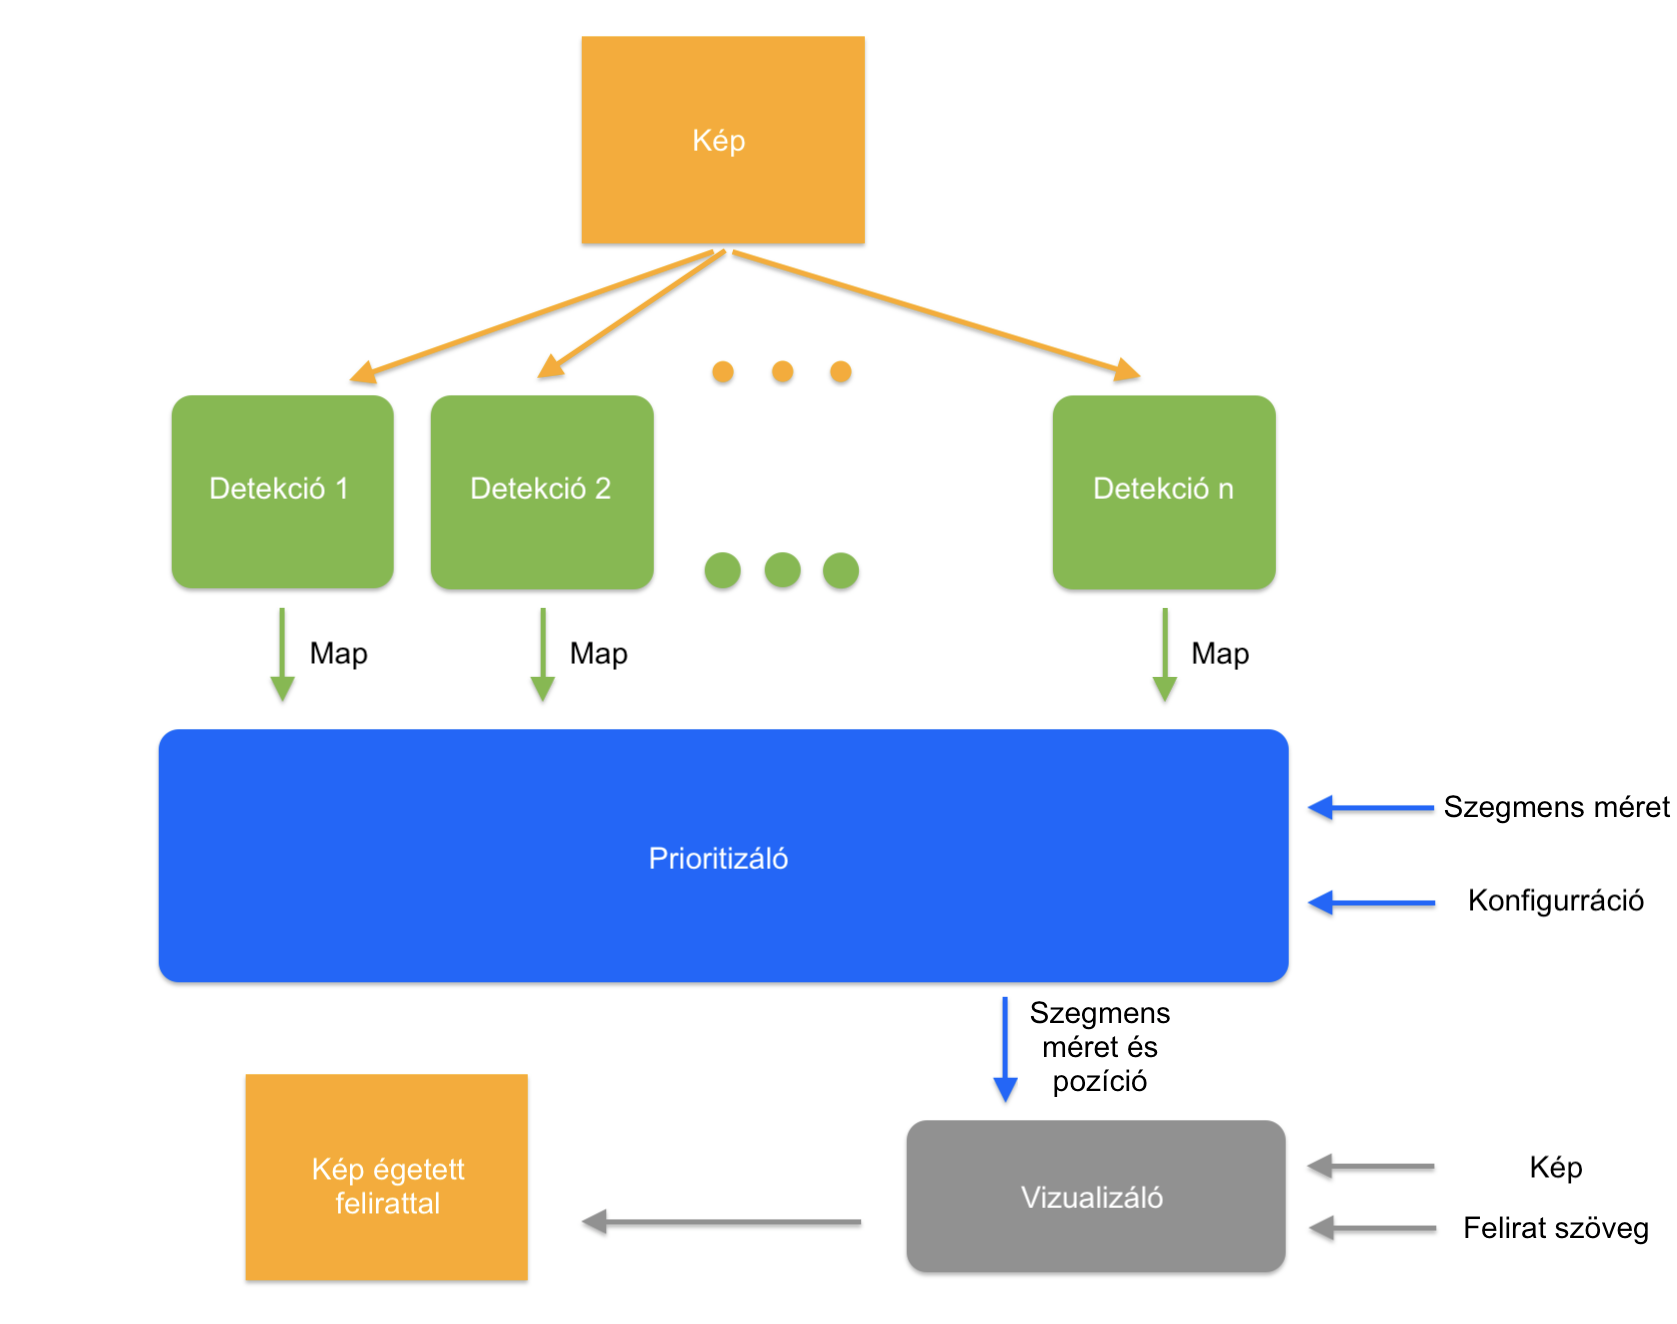 Kép
Detekció 1
Detekció 2
Detekció n
Map
Map
Map
Prioritizáló
Szegmens méret
Konfigurráció
Szegmens
méret és
pozíció
Kép égetett
felirattal
Vizualizáló
Kép
Felirat szöveg